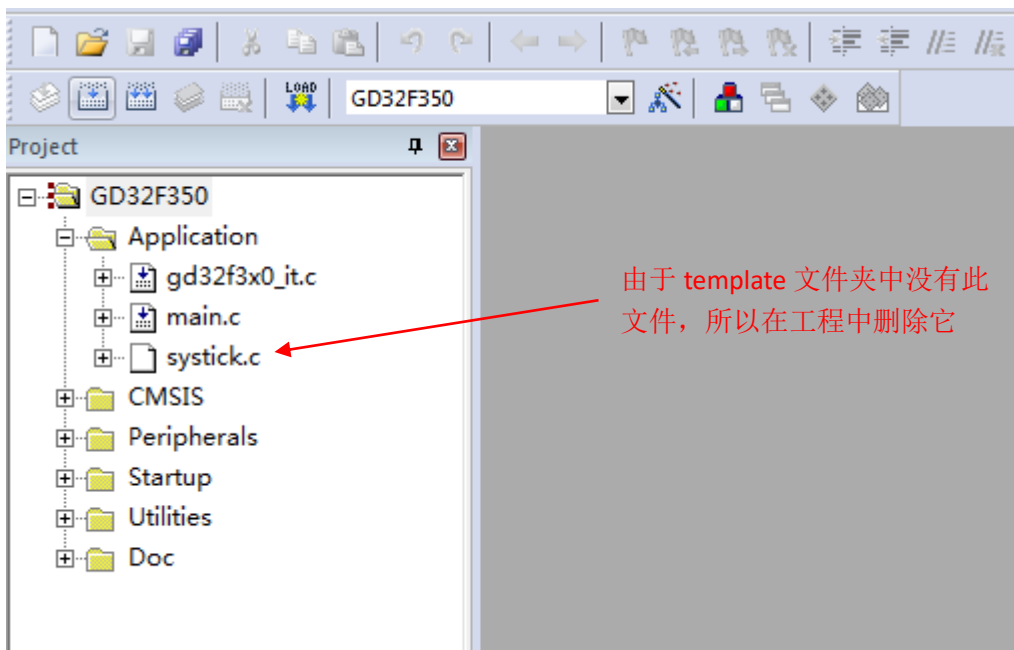 LOAD
GD32F350
Project
GD32F350
Application
gd32f3x0_it.c
main.c
systick.c
CMSIS
Peripherals
Startup
Utilities
Doc
由于 template 文件夹中没有此
文件，所以在工程中删除它